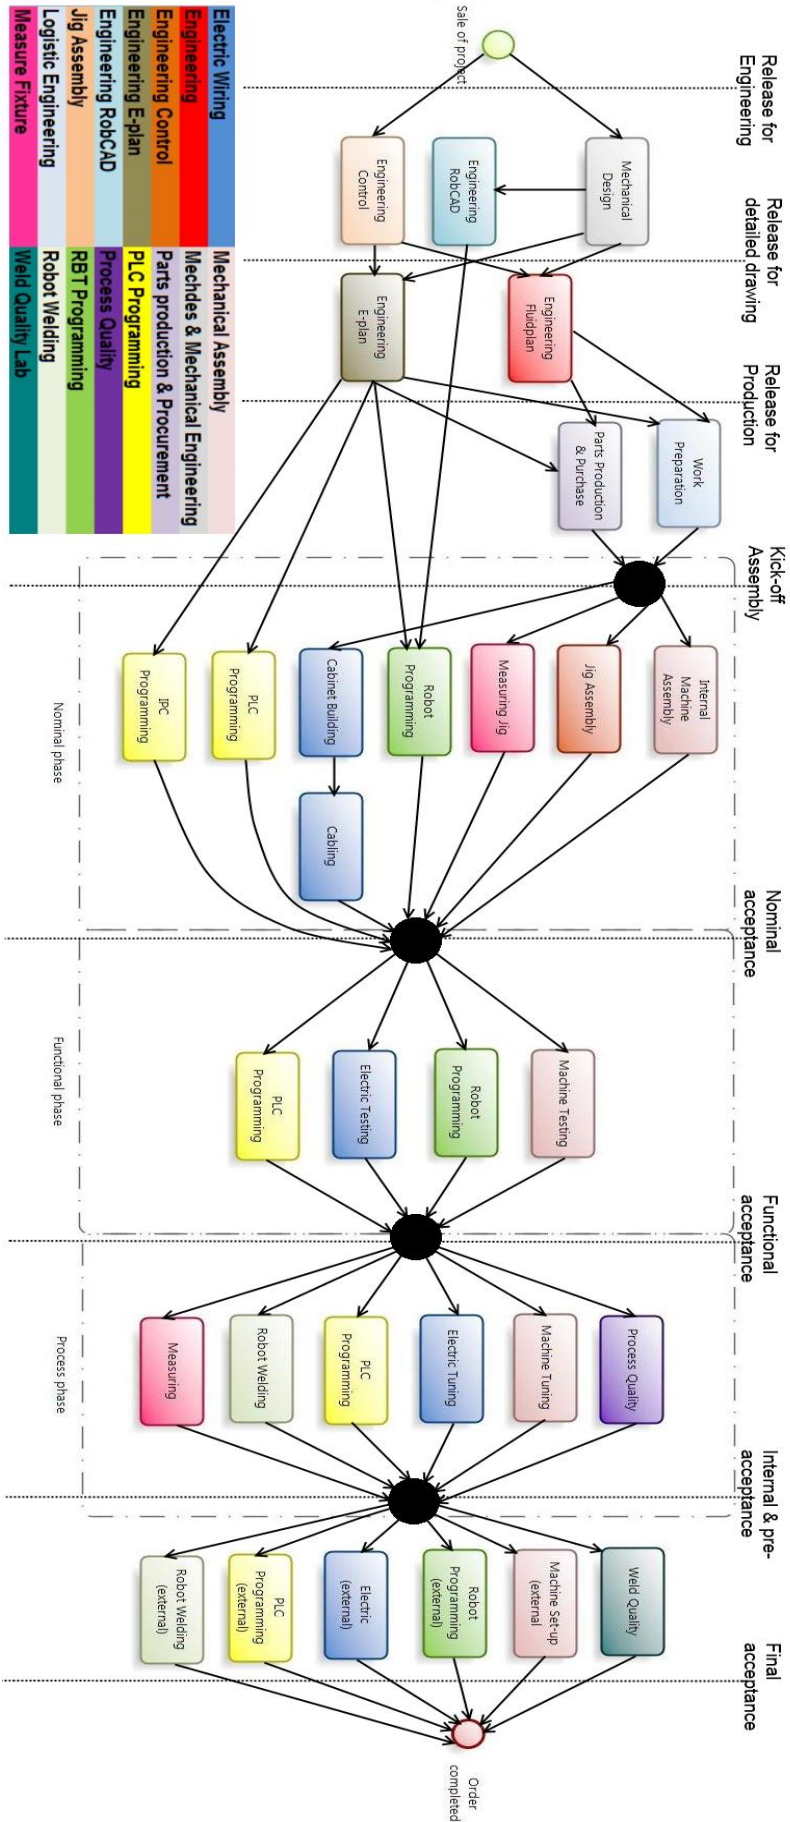 Release for
Engineering
Release for
detailed drawing
Release for
Production
Kick-off
Assembly
Nominal
acceptance
Functional
acceptance
Internal & pre-
acceptance
Final
acceptance
Sale of project
Mechanical
Design
Engineering
RobCAD
Engineering
Control
Engineering
Fluidplan
Engineering
E-plan
Work
Preparation
Parts Production
& Purchase
Internal
Machine
Assembly
Jig Assembly
Measuring Jig
Robot
Programming
Cabinet Building
Cabling
PLC
Programming
IPC
Programming
Nominal phase
Machine Testing
Robot
Programming
Electric Testing
PLC
Programming
Functional phase
Process Quality
Machine Tuning
Electric Tuning
PLC
Programming
Robot Welding
Measuring
Process phase
Weld Quality
Machine Set-up
(external
Robot
Programming
(external)
Electric
(external)
PLC
Programming
(external)
Robot Welding
(external)
Order
completed
Electric Wiring
Mechanical Assembly
Engineering
Mechdes & Mechanical Engineering
Engineering Control
Parts production & Procurement
Engineering E-plan
PLC Programming
Engineering RobCAD
Process Quality
Jig Assembly
RBT Programming
Logistic Engineering
Robot Welding
Measure Fixture
Weld Quality Lab